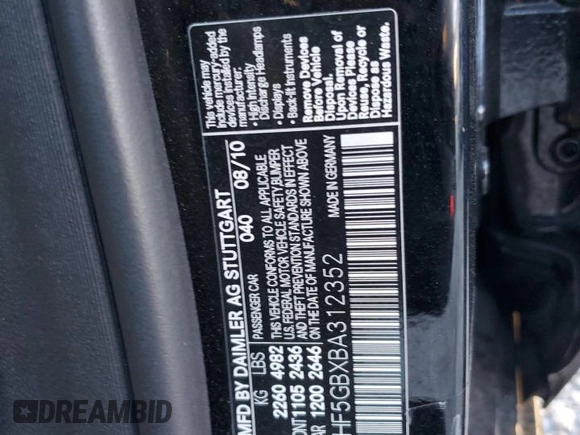 This vehicle may
include mercury-added
devices installed by the
manufacturer:
• High Intensity
Discharge Headlamps
• Displays
• Back-lit Instruments
Remove Devices
Before Vehicle
Disposal.
Upon Removal of
Devices Please
Reuse, Recycle or
Dispose as
Hazardous Waste.
MFD BY DAIMLER AG STUTTGART
040 08/10
PASSENGER CAR
KG LBS
2260 4982
1105 2436
1200 2646
THIS VEHICLE CONFORMS TO ALL APPLICABLE
U.S. FEDERAL MOTOR VEHICLE SAFETY, BUMPER
AND THEFT PREVENTION STANDARDS IN EFFECT
ON THE DATE OF MANUFACTURE SHOWN ABOVE
MADE IN GERMANY
HF5GBXBA312352
DREAMBID